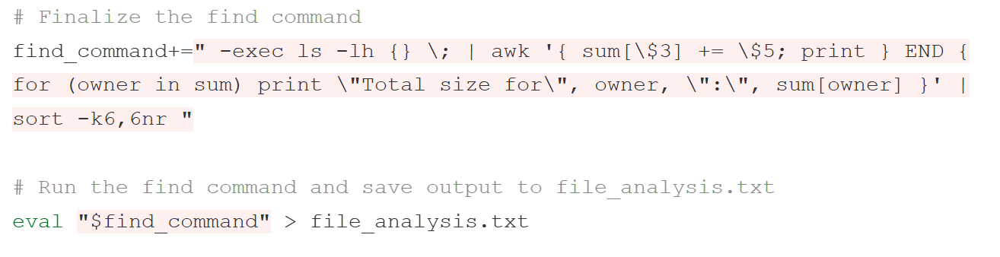 # Finalize the find command
find_command+=" -exec ls -lh {} \; | awk '{ sum[\$3] += \$5; print } END {
for (owner in sum) print \"Total size for\", owner, \":\", sum[owner] }' |
sort -k6,6nr "
# Run the find command and save output to file_analysis.txt
eval "$find_command" > file_analysis.txt